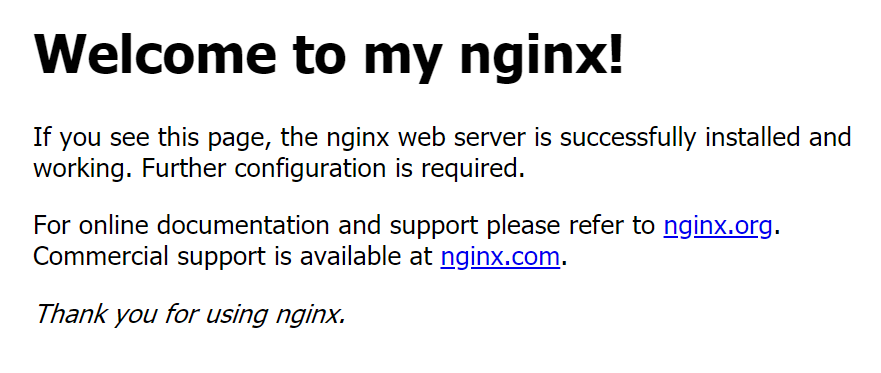 Welcome to my nginx!
If you see this page, the nginx web server is successfully installed and
working. Further configuration is required.
For online documentation and support please refer to nginx.org.
Commercial support is available at nginx.com.
Thank you for using nginx.